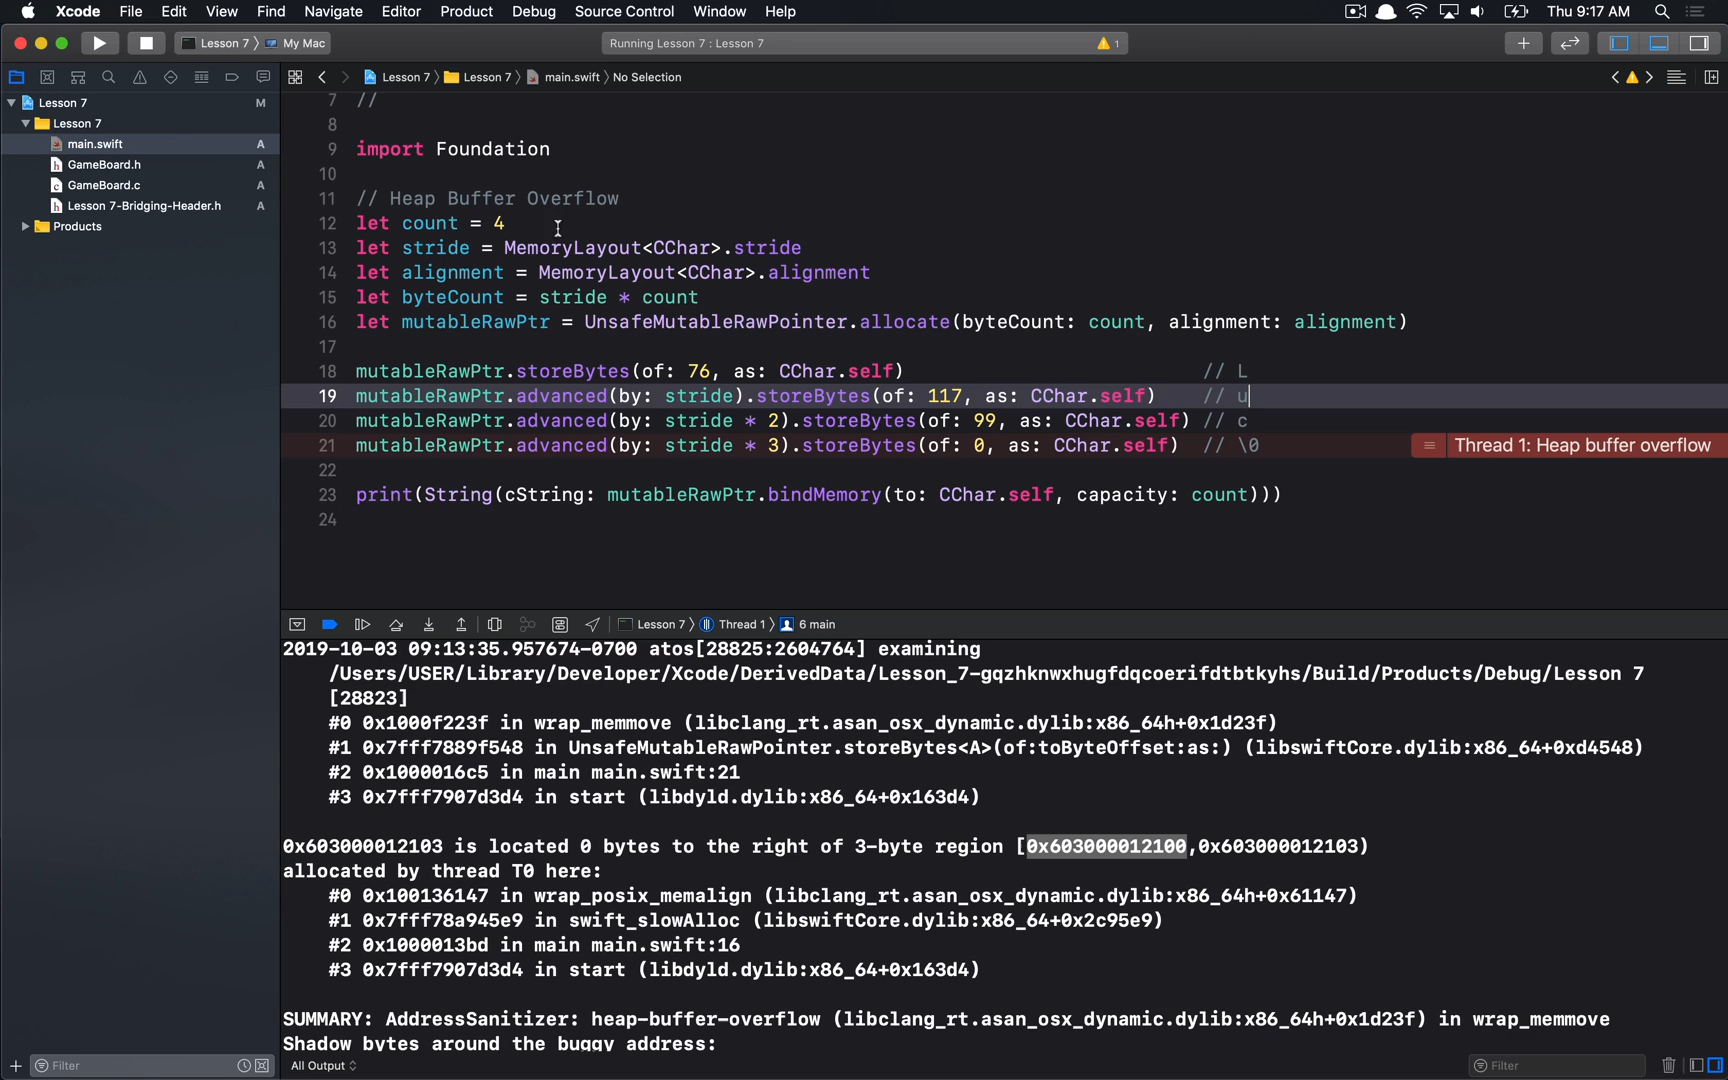 Xcode File Edit View Find Navigate Editor Product Debug Source Control Window Help Thu 9:17 AM
Lesson 7 My Mac Running Lesson 7 : Lesson 7 1
Lesson 7 Lesson 7 main.swift No Selection
Lesson 7 M
Lesson 7
main.swift A
GameBoard.h A
GameBoard.c A
Lesson 7-Bridging-Header.h A
Products
7 //
8
9 import Foundation
10
11 // Heap Buffer Overflow
12 let count = 4
13 let stride = MemoryLayout<CChar>.stride
14 let alignment = MemoryLayout<CChar>.alignment
15 let byteCount = stride * count
16 let mutableRawPtr = UnsafeMutableRawPointer.allocate(byteCount: count, alignment: alignment)
17
18 mutableRawPtr.storeBytes(of: 76, as: CChar.self) // L
19 mutableRawPtr.advanced(by: stride).storeBytes(of: 117, as: CChar.self) // u
20 mutableRawPtr.advanced(by: stride * 2).storeBytes(of: 99, as: CChar.self) // c
21 mutableRawPtr.advanced(by: stride * 3).storeBytes(of: 0, as: CChar.self) // \0 Thread 1: Heap buffer overflow
22
23 print(String(cString: mutableRawPtr.bindMemory(to: CChar.self, capacity: count)))
24
Lesson 7 Thread 1 6 main
2019-10-03 09:13:35.957674-0700 atos[28825:2604764] examining
/Users/USER/Library/Developer/Xcode/DerivedData/Lesson_7-gqzhknwxhugfdqcoerifdtbtkyhs/Build/Products/Debug/Lesson 7
[28823]
#0 0x1000f223f in wrap_memmove (libclang_rt.asan_osx_dynamic.dylib:x86_64h+0x1d23f)
#1 0x7fff7889f548 in UnsafeMutableRawPointer.storeBytes<A>(of:toByteOffset:as:) (libswiftCore.dylib:x86_64+0xd4548)
#2 0x1000016c5 in main main.swift:21
#3 0x7fff7907d3d4 in start (libdyld.dylib:x86_64+0x163d4)
0x603000012103 is located 0 bytes to the right of 3-byte region [0x603000012100,0x603000012103)
allocated by thread T0 here:
#0 0x100136147 in wrap_posix_memalign (libclang_rt.asan_osx_dynamic.dylib:x86_64h+0x61147)
#1 0x7fff78a945e9 in swift_slowAlloc (libswiftCore.dylib:x86_64+0x2c95e9)
#2 0x1000013bd in main main.swift:16
#3 0x7fff7907d3d4 in start (libdyld.dylib:x86_64+0x163d4)
SUMMARY: AddressSanitizer: heap-buffer-overflow (libclang_rt.asan_osx_dynamic.dylib:x86_64h+0x1d23f) in wrap_memmove
Shadow bytes around the buggy address:
Filter All Output Filter